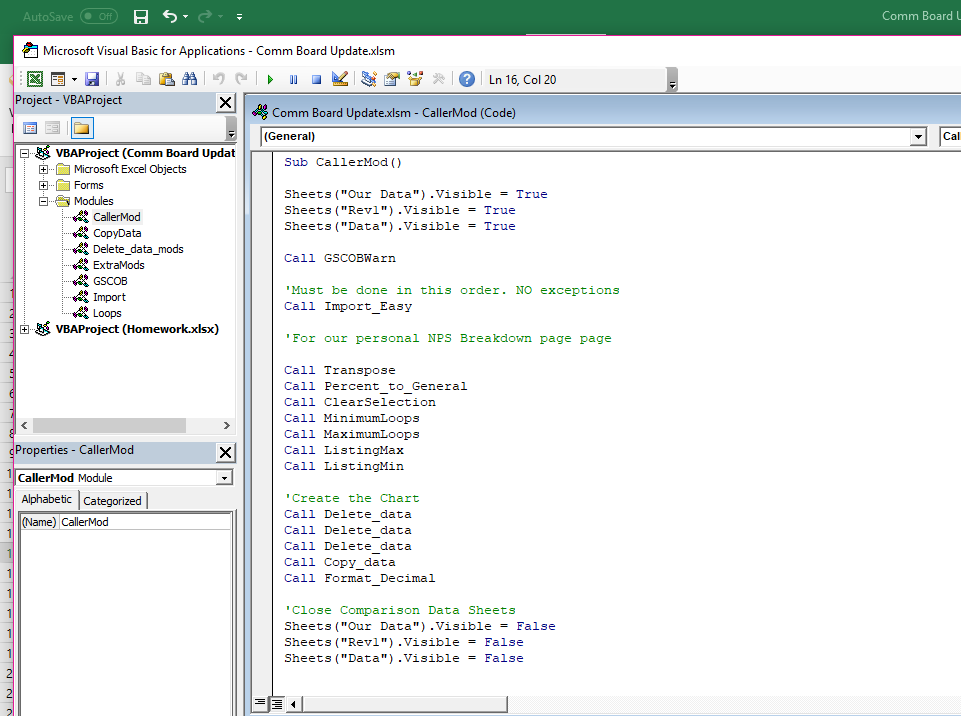 AutoSave Off
Comm Board U
Microsoft Visual Basic for Applications - Comm Board Update.xlsm
Ln 16, Col 20
Project - VBAProject
VBAProject (Comm Board Updat
Microsoft Excel Objects
Forms
Modules
CallerMod
CopyData
Delete_data_mods
ExtraMods
GSCOB
Import
Loops
VBAProject (Homework.xlsx)
Properties - CallerMod
CallerMod Module
Alphabetic Categorized
(Name) CallerMod
Comm Board Update.xlsm - CallerMod (Code)
(General)
Cal
Sub CallerMod()
Sheets("Our Data").Visible = True
Sheets("Rev1").Visible = True
Sheets("Data").Visible = True
Call GSCOBWarn
'Must be done in this order. NO exceptions
Call Import_Easy
'For our personal NPS Breakdown page page
Call Transpose
Call Percent_to_General
Call ClearSelection
Call MinimumLoops
Call MaximumLoops
Call ListingMax
Call ListingMin
'Create the Chart
Call Delete_data
Call Delete_data
Call Delete_data
Call Copy_data
Call Format_Decimal
'Close Comparison Data Sheets
Sheets("Our Data").Visible = False
Sheets("Rev1").Visible = False
Sheets("Data").Visible = False